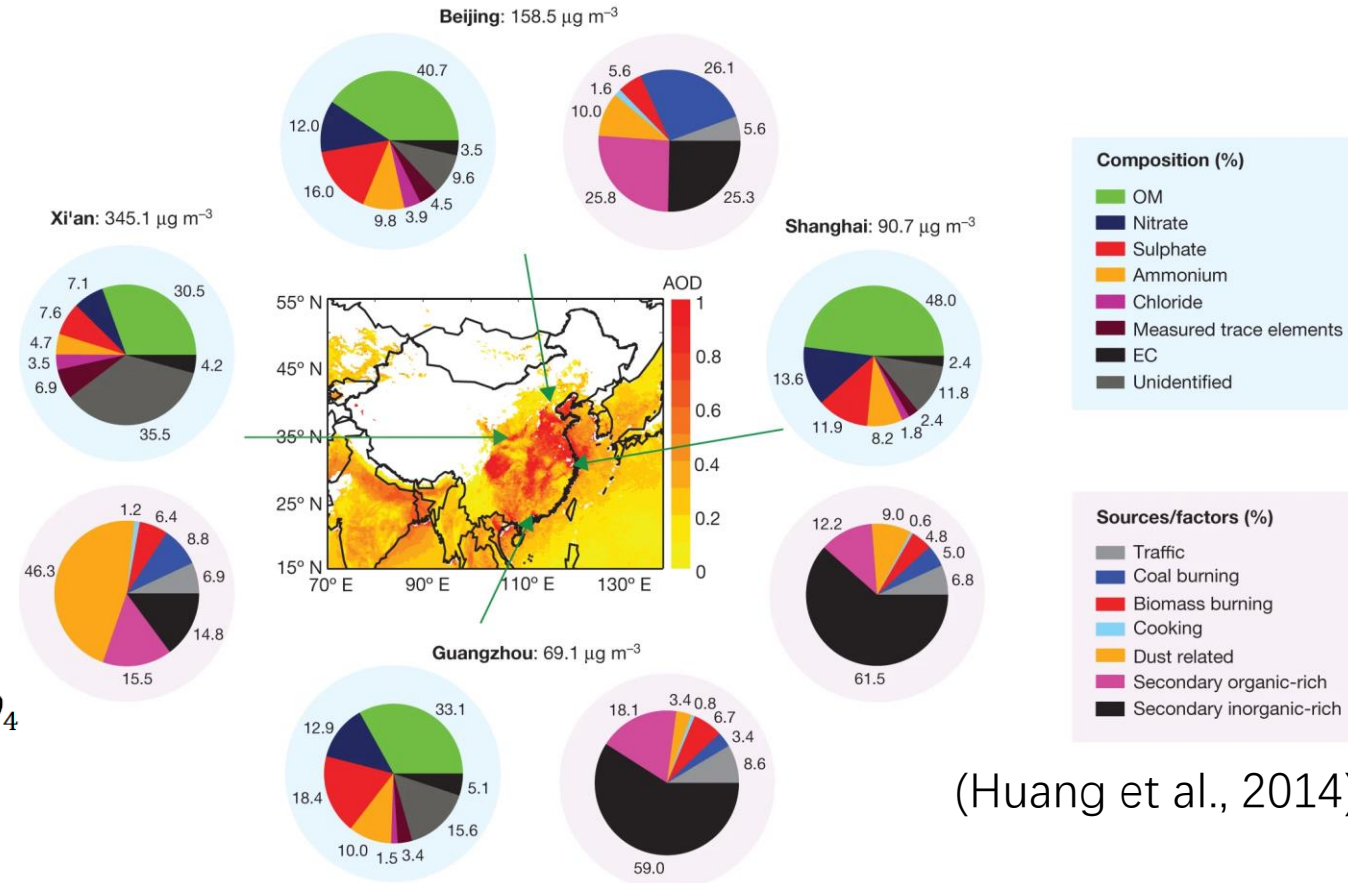 Beijing: 158.5 μg m⁻³
40.7
12.0
16.0
9.8
3.9
4.5
9.6
3.5
5.6
26.1
1.6
10.0
5.6
25.8
25.3
Xi'an: 345.1 μg m⁻³
7.1
30.5
7.6
4.7
3.5
6.9
4.2
35.5
1.2
6.4
8.8
46.3
6.9
14.8
15.5
AOD
55° N
45° N
35° N
25° N
15° N
70° E
90° E
110° E
130° E
1
0.8
0.6
0.4
0.2
0
Shanghai: 90.7 μg m⁻³
48.0
13.6
2.4
11.8
2.4
11.9
8.2
1.8
12.2
9.0
0.6
4.8
5.0
6.8
61.5
Guangzhou: 69.1 μg m⁻³
33.1
12.9
18.4
5.1
15.6
10.0
1.5
3.4
18.1
3.4
0.8
6.7
3.4
8.6
59.0
Composition (%)
OM
Nitrate
Sulphate
Ammonium
Chloride
Measured trace elements
EC
Unidentified
Sources/factors (%)
Traffic
Coal burning
Biomass burning
Cooking
Dust related
Secondary organic-rich
Secondary inorganic-rich
(Huang et al., 2014)